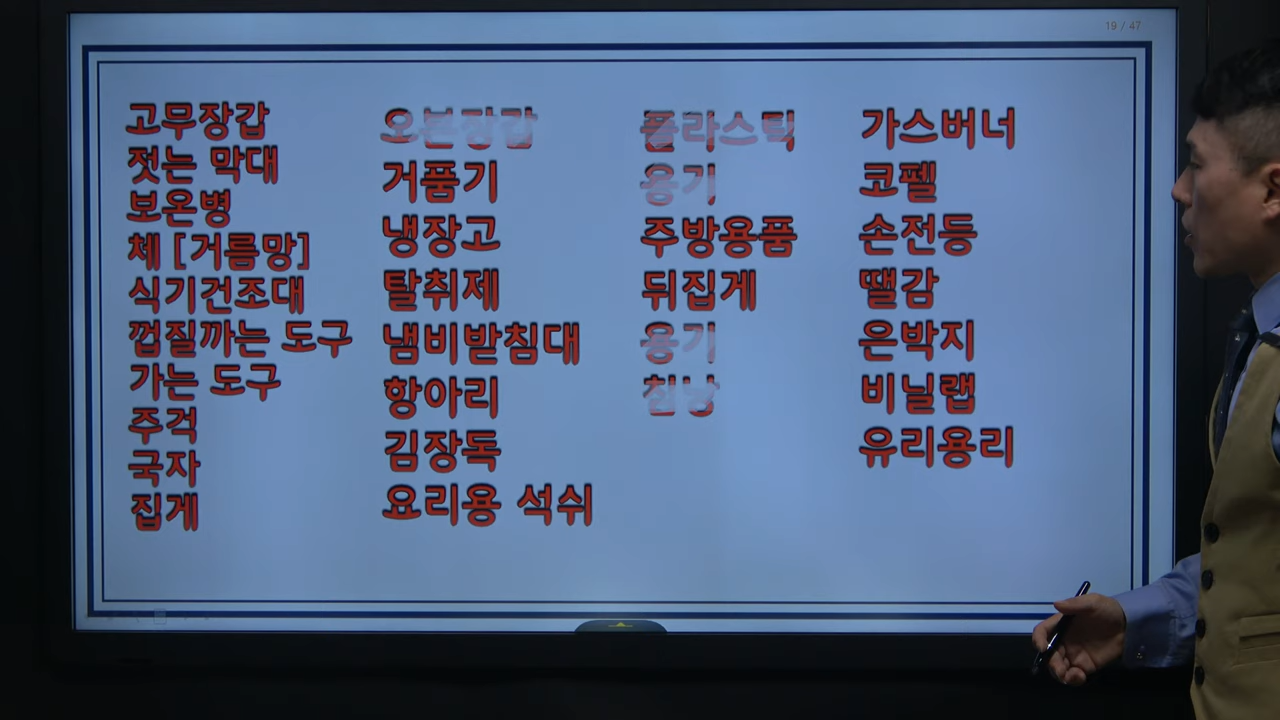 19 / 47
고무장갑
젓는 막대
보온병
체 [거름망]
식기건조대
껍질까는 도구
가는 도구
주걱
국자
집게
오븐장갑
거품기
냉장고
탈취제
냄비받침대
항아리
김장독
요리용 석쉬
플라스틱
용기
주방용품
뒤집게
용기
가스버너
코펠
손전등
땔감
은박지
비닐랩
유리용리